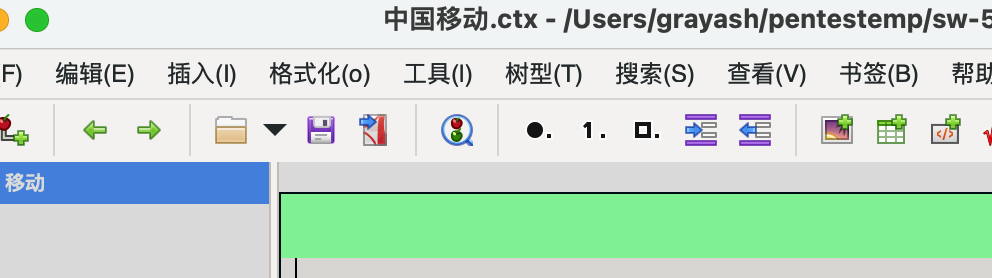 中国移动.ctx - /Users/grayash/pentestemp/sw-5
F) 编辑(E) 插入(I) 格式化(o) 工具(l) 树型(T) 搜索(S) 查看(V) 书签(B) 帮助
1.
移动